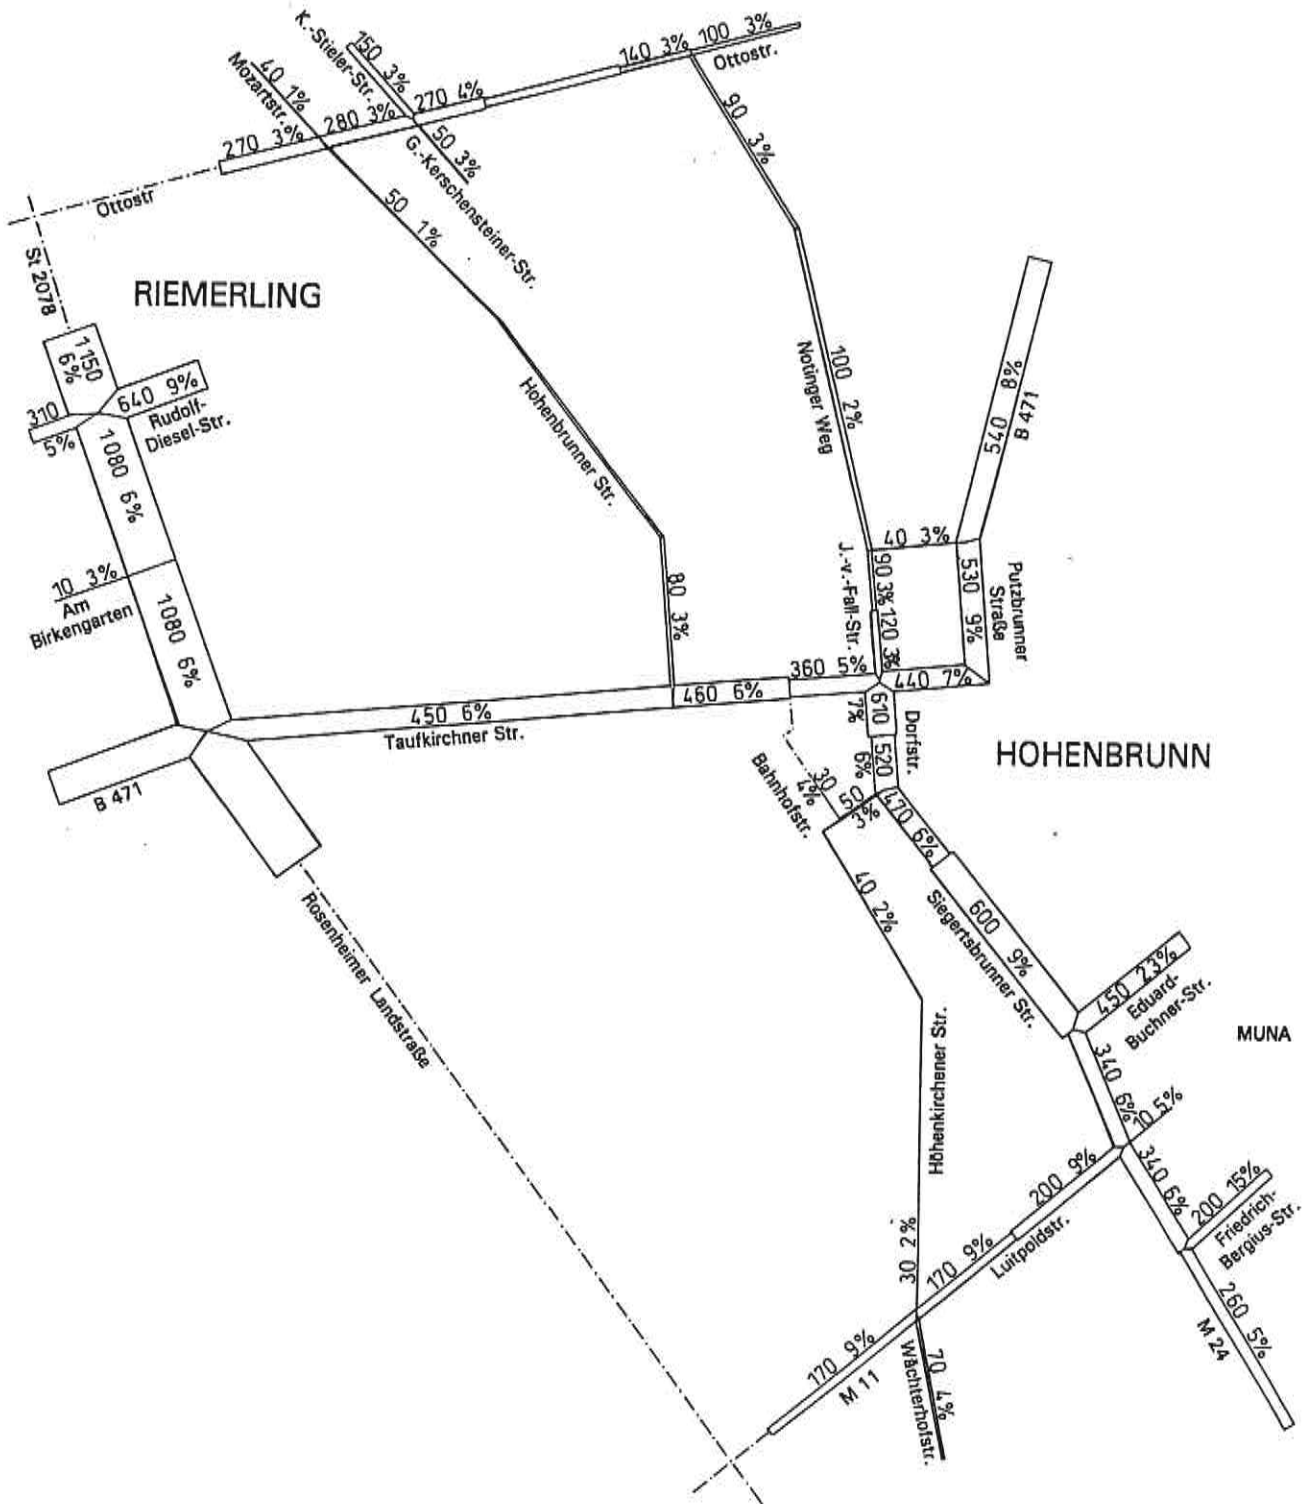 K.-Stieler-Str.
150 3%
Mozartstr.
40 1%
270 3%
280 3%
270 4%
140 3%
100 3%
Ottostr.
50 3%
G.-Kerschensteiner-Str.
90 3%
Ottostr
50 1%
St 2078
RIEMERLING
1150
6%
640 9%
Rudolf-
Diesel-Str.
310
5%
1080 6%
Hohenbrunner Str.
100 2%
Notinger Weg
540 8%
B 471
40 3%
J.-v.-Fall-Str.
90 3%
120 3%
530 9%
Putzbrunner
Straße
10 3%
Am
Birkengarten
1080 6%
80 3%
360 5%
440 7%
460 6%
450 6%
Taufkirchner Str.
610
7%
Dorfstr.
520
6%
HOHENBRUNN
B 471
Bahnhofstr.
30
4%
50
3%
470 6%
40 2%
Siegertsbrunner Str.
600 9%
Rosenheimer Landstraße
450 23%
Eduard-
Buchner-Str.
MUNA
Höhenkirchener Str.
340 6%
10 5%
340 6%
200 9%
Luitpoldstr.
200 15%
Friedrich-
Bergius-Str.
30 2%
170 9%
260 5%
M 24
170 9%
M 11
Wächterhofstr.
70 4%